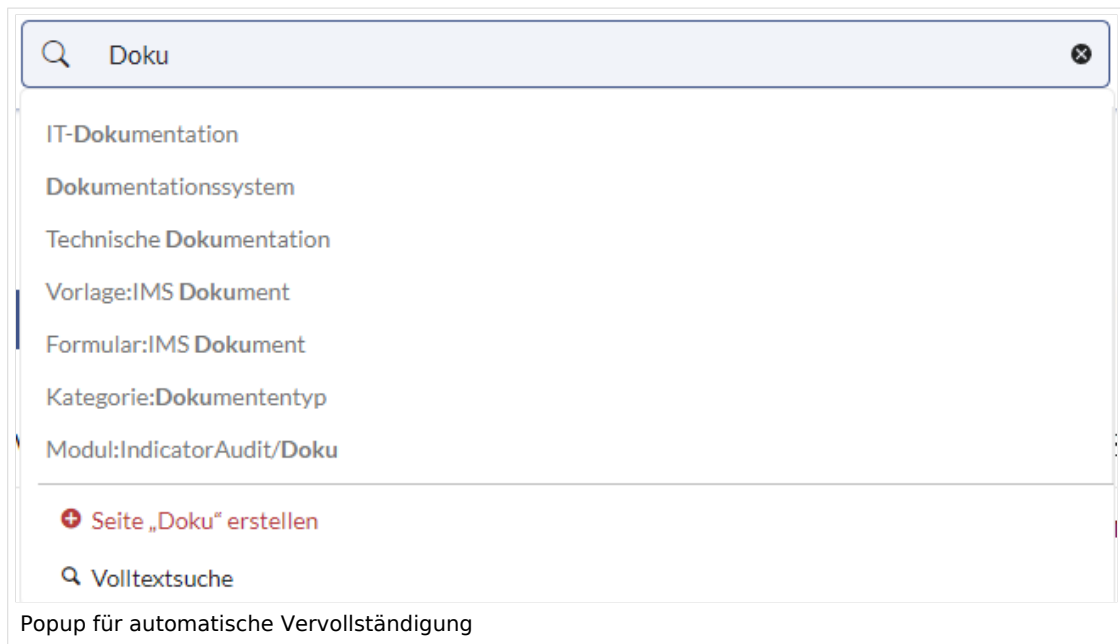 Doku
IT-Dokumentation
Dokumentationssystem
Technische Dokumentation
Vorlage:IMS Dokument
Formular:IMS Dokument
Kategorie:Dokumententyp
Modul:IndicatorAudit/Doku
Seite „Doku“ erstellen
Volltextsuche
Popup für automatische Vervollständigung